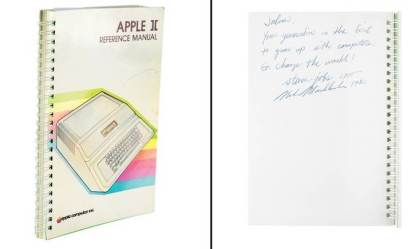 APPLE II
REFERENCE MANUAL
apple computer inc.
Julian,
Your generation is the first
to grow up with computers.
Go change the world!
steven jobs 1980